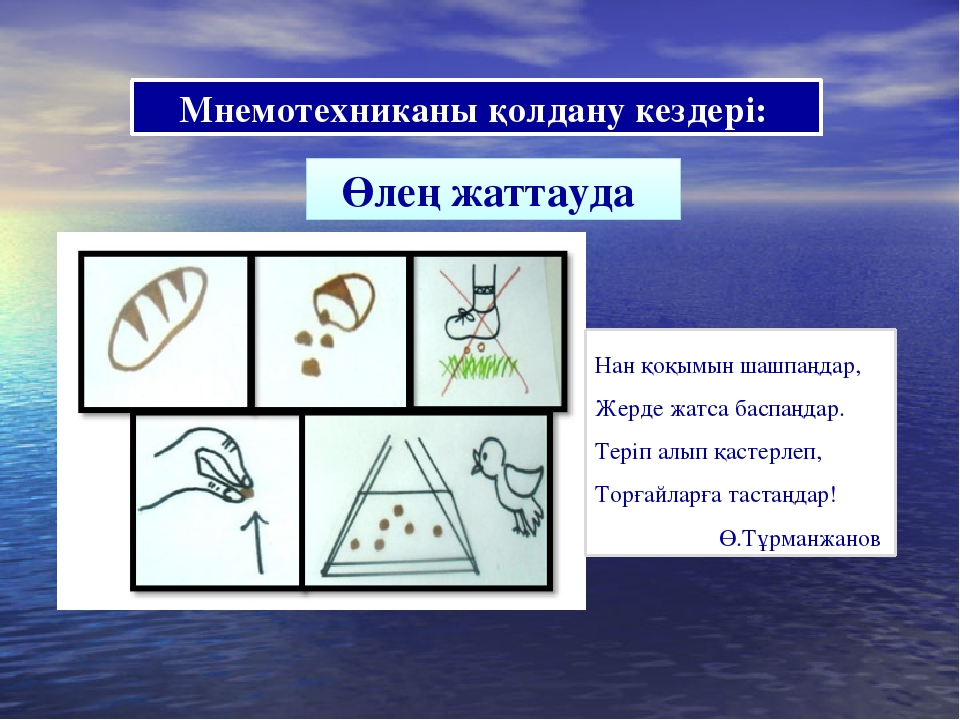 Мнемотехниканы қолдану кездері:
Өлең жаттауда
Нан қоқымын шашпаңдар,
Жерде жатса баспаңдар.
Теріп алып қастерлеп,
Торғайларға тастаңдар!
Ө.Тұрманжанов